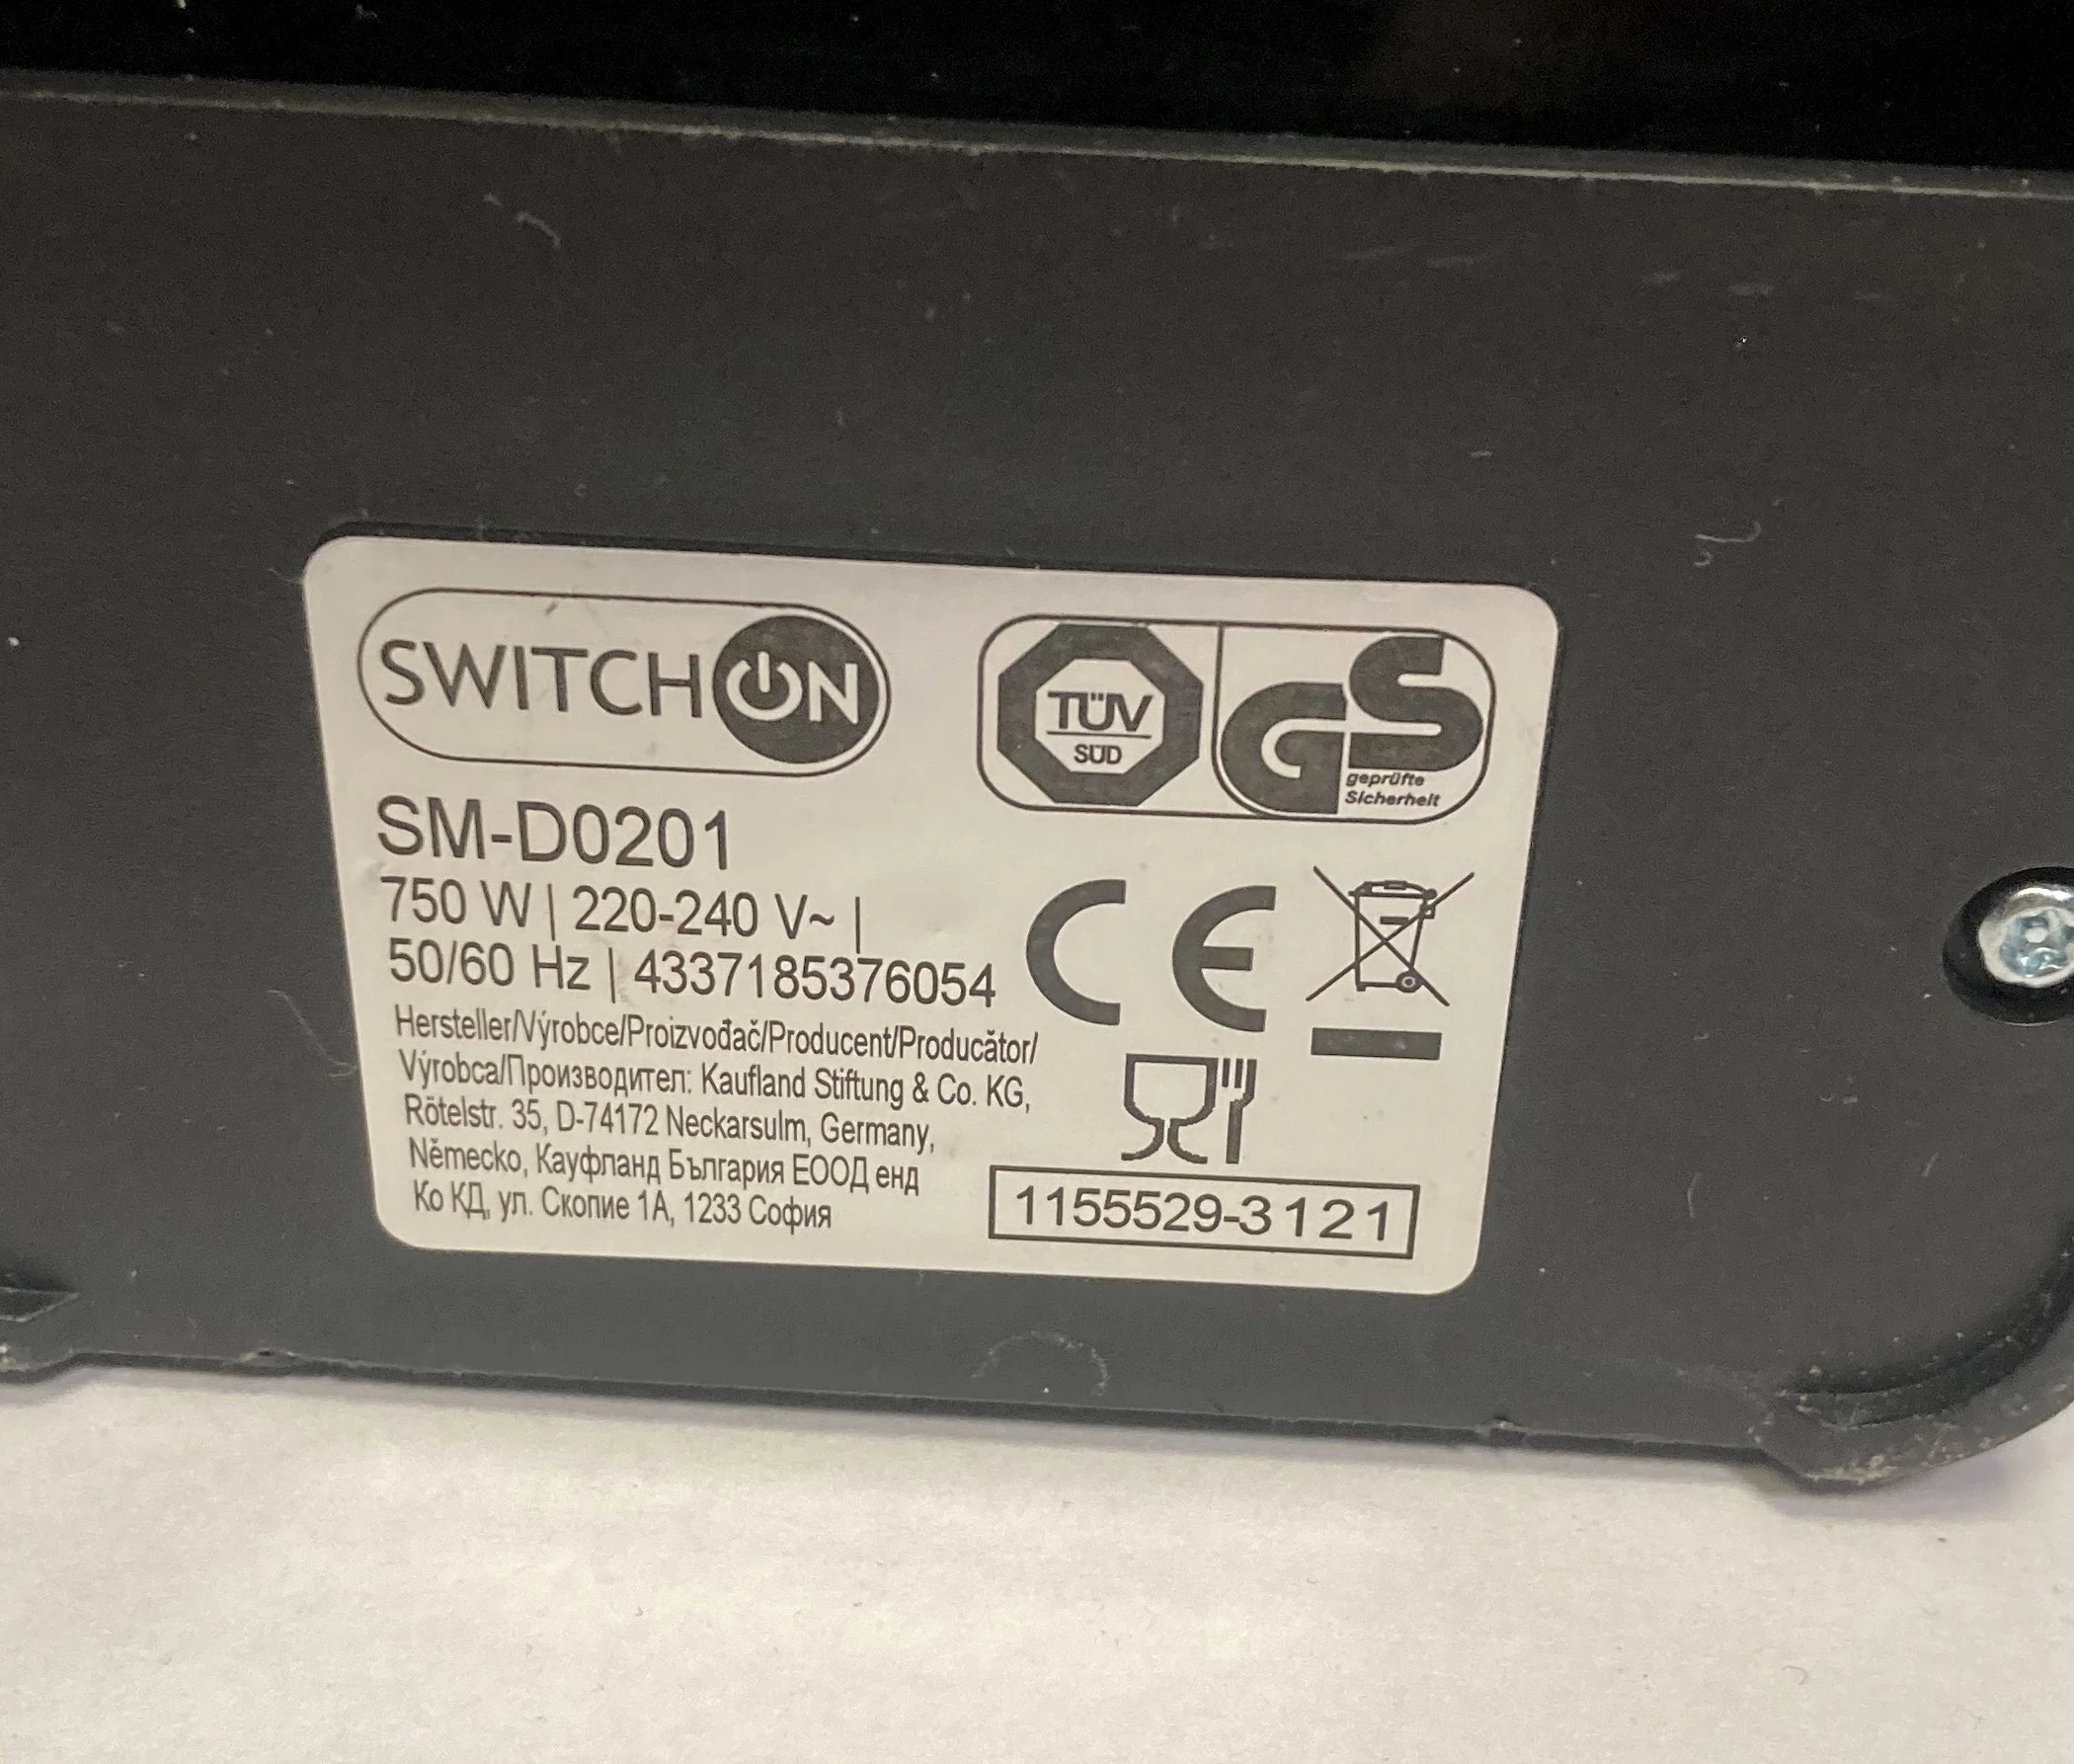 SWITCH ON
TÜV
SÜD
GS
geprüfte
Sicherheit
SM-D0201
750 W | 220-240 V~ |
50/60 Hz | 4337185376054
CE
Hersteller/Výrobce/Proizvođač/Producent/Producător/
Výrobca/Производител: Kaufland Stiftung & Co. KG,
Rötelstr. 35, D-74172 Neckarsulm, Germany,
Německo, Кауфланд България ЕООД енд
Ко КД, ул. Скопие 1А, 1233 София
1155529-3121